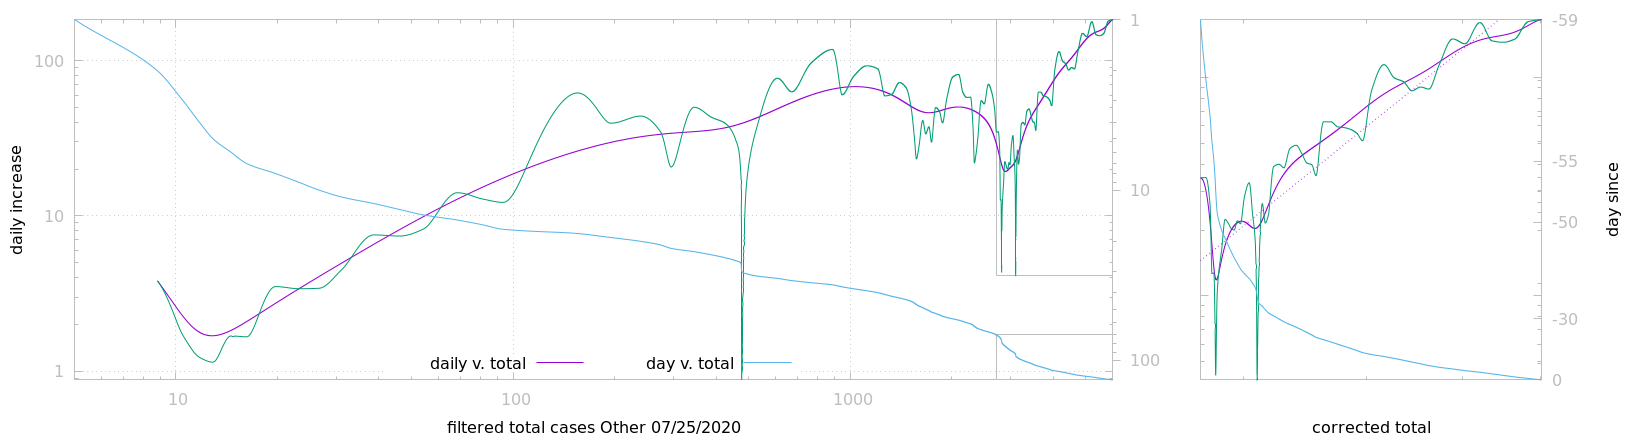 100
10
1
daily increase
10
100
1000
filtered total cases Other 07/25/2020
daily v. total
day v. total
1
10
100
-59
-55
-50
-30
0
day since
corrected total